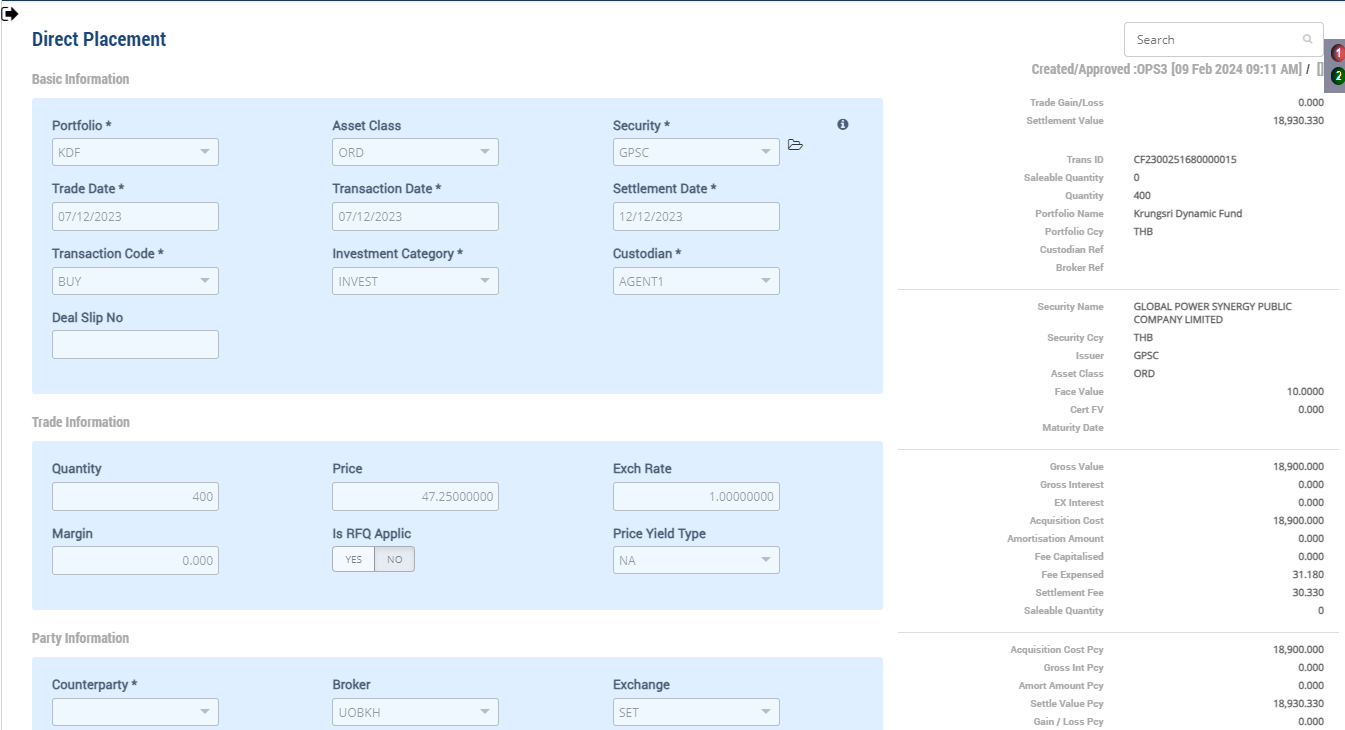 Direct Placement
Search
Basic Information
Created/Approved :OPS3 [09 Feb 2024 09:11 AM] / []
1
2
Portfolio *
Asset Class
Security *
KDF
ORD
GPSC
Trade Date *
Transaction Date *
Settlement Date *
07/12/2023
07/12/2023
12/12/2023
Transaction Code *
Investment Category *
Custodian *
BUY
INVEST
AGENT1
Deal Slip No
Trade Information
Quantity
Price
Exch Rate
400
47.25000000
1.00000000
Margin
Is RFQ Applic
Price Yield Type
0.000
YES NO
NA
Party Information
Counterparty *
Broker
Exchange
UOBKH
SET
Trade Gain/Loss 0.000
Settlement Value 18,930.330
Trans ID CF2300251680000015
Saleable Quantity 0
Quantity 400
Portfolio Name Krungsri Dynamic Fund
Portfolio Ccy THB
Custodian Ref
Broker Ref
Security Name GLOBAL POWER SYNERGY PUBLIC
COMPANY LIMITED
Security Ccy THB
Issuer GPSC
Asset Class ORD
Face Value 10.0000
Cert FV 0.000
Maturity Date
Gross Value 18,900.000
Gross Interest 0.000
EX Interest 0.000
Acquisition Cost 18,900.000
Amortisation Amount 0.000
Fee Capitalised 0.000
Fee Expensed 31.180
Settlement Fee 30.330
Saleable Quantity 0
Acquisition Cost Pcy 18,900.000
Gross Int Pcy 0.000
Amort Amount Pcy 0.000
Settle Value Pcy 18,930.330
Gain / Loss Pcy 0.000